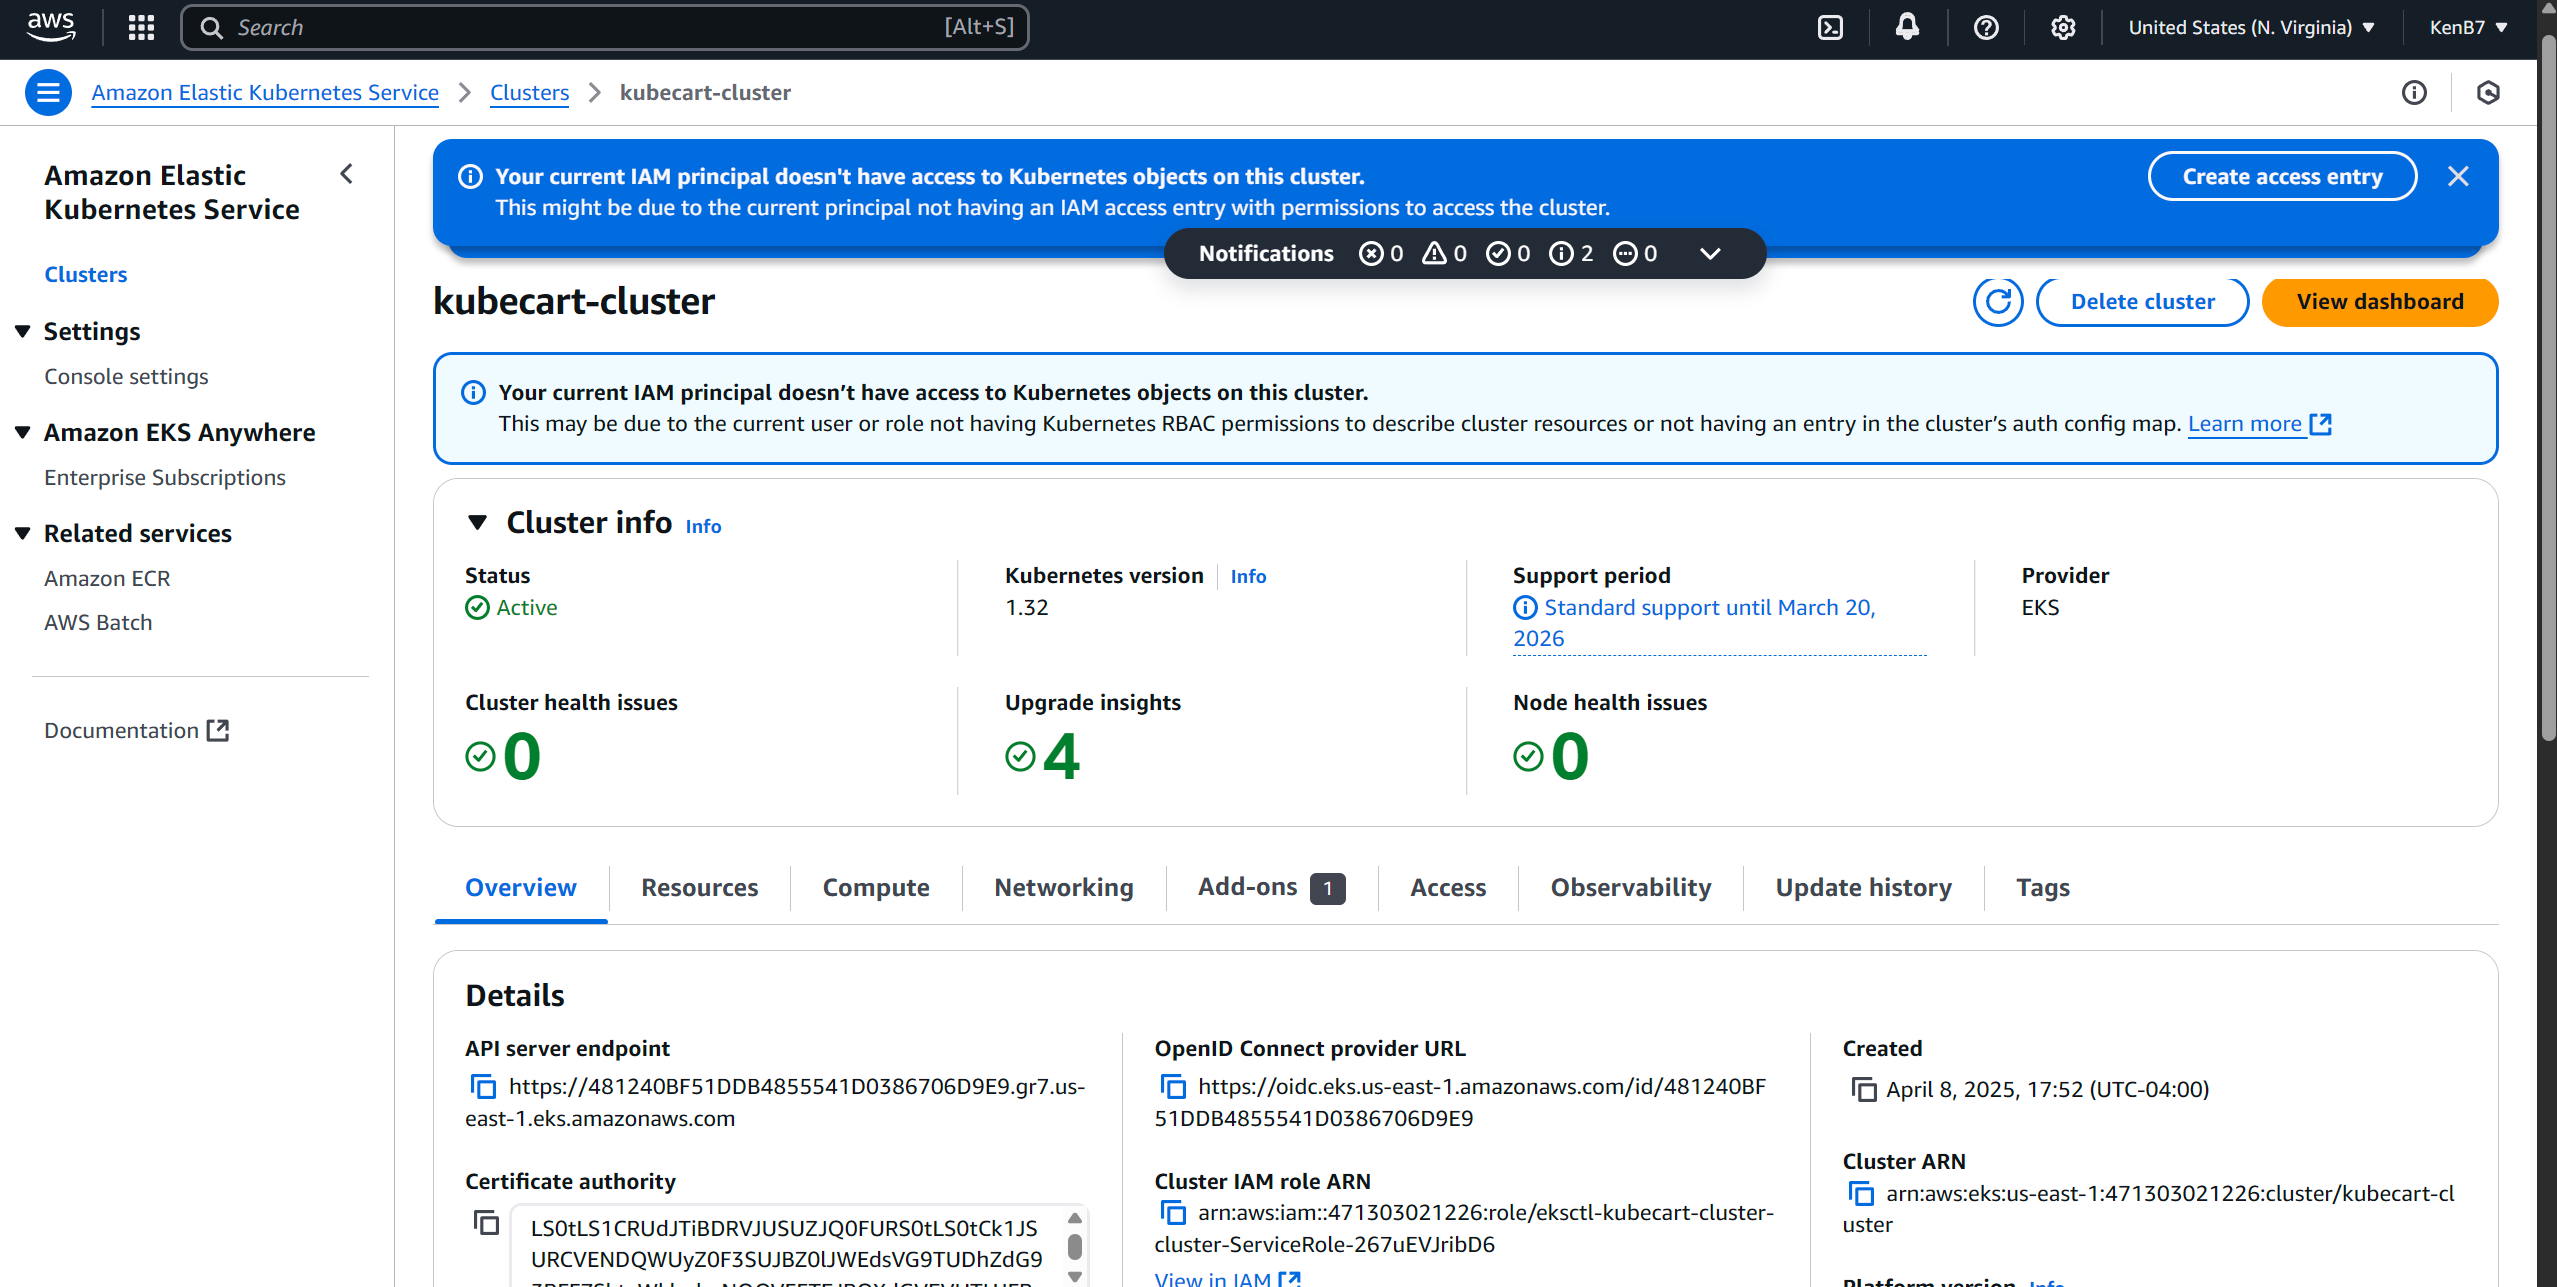 aws
Search [Alt+S]
United States (N. Virginia) KenB7
Amazon Elastic Kubernetes Service Clusters kubecart-cluster
Amazon Elastic
Kubernetes Service
Clusters
Settings
Console settings
Amazon EKS Anywhere
Enterprise Subscriptions
Related services
Amazon ECR
AWS Batch
Documentation
Your current IAM principal doesn't have access to Kubernetes objects on this cluster.
This might be due to the current principal not having an IAM access entry with permissions to access the cluster.
Create access entry
Notifications 0 0 0 2 0
kubecart-cluster
Delete cluster
View dashboard
Your current IAM principal doesn’t have access to Kubernetes objects on this cluster.
This may be due to the current user or role not having Kubernetes RBAC permissions to describe cluster resources or not having an entry in the cluster’s auth config map. Learn more
Cluster info Info
Status
Active
Kubernetes version Info
1.32
Support period
Standard support until March 20,
2026
Provider
EKS
Cluster health issues
0
Upgrade insights
4
Node health issues
0
Overview Resources Compute Networking Add-ons 1 Access Observability Update history Tags
Details
API server endpoint
https://481240BF51DDB4855541D0386706D9E9.gr7.us-
east-1.eks.amazonaws.com
Certificate authority
LS0tLS1CRUdJTiBDRVJUSUZJQ0FURS0tLS0tCk1JS
URCVENDQWUyZ0F3SUJBZ0lJWEdsVG9TUDhZdG9
OpenID Connect provider URL
https://oidc.eks.us-east-1.amazonaws.com/id/481240BF
51DDB4855541D0386706D9E9
Cluster IAM role ARN
arn:aws:iam::471303021226:role/eksctl-kubecart-cluster-
cluster-ServiceRole-267uEVJribD6
View in IAM
Created
April 8, 2025, 17:52 (UTC-04:00)
Cluster ARN
arn:aws:eks:us-east-1:471303021226:cluster/kubecart-cl
uster
Platform version Info